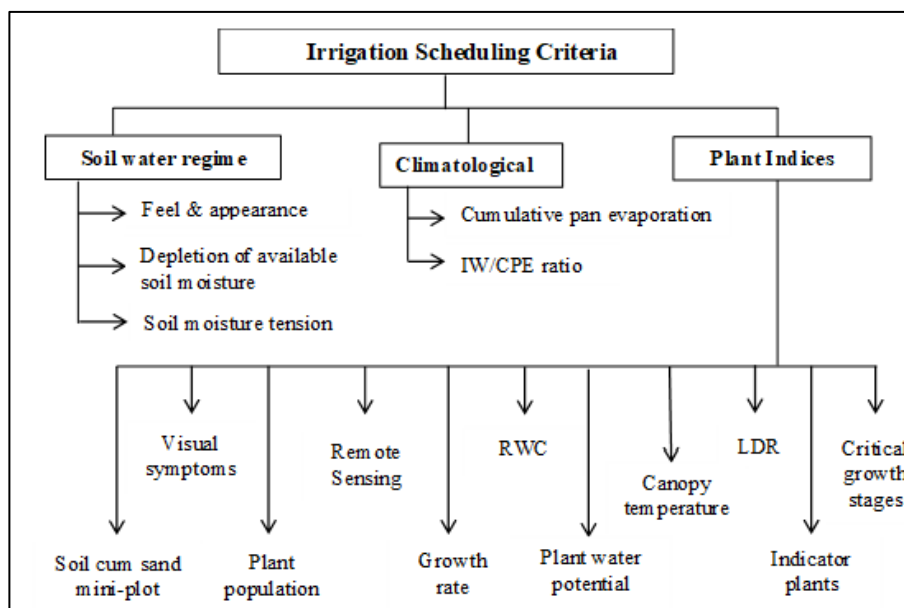 Irrigation Scheduling Criteria
Soil water regime
Climatological
Plant Indices
Feel & appearance
Depletion of available
soil moisture
Soil moisture tension
Cumulative pan evaporation
IW/CPE ratio
Visual
symptoms
Remote
Sensing
RWC
Canopy
temperature
LDR
Critical
growth
stages
Soil cum sand
mini-plot
Plant
population
Growth
rate
Plant water
potential
Indicator
plants